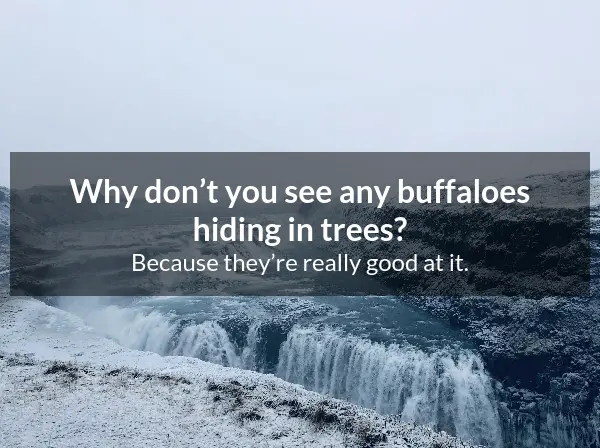 Why don’t you see any buffaloes
hiding in trees?
Because they’re really good at it.